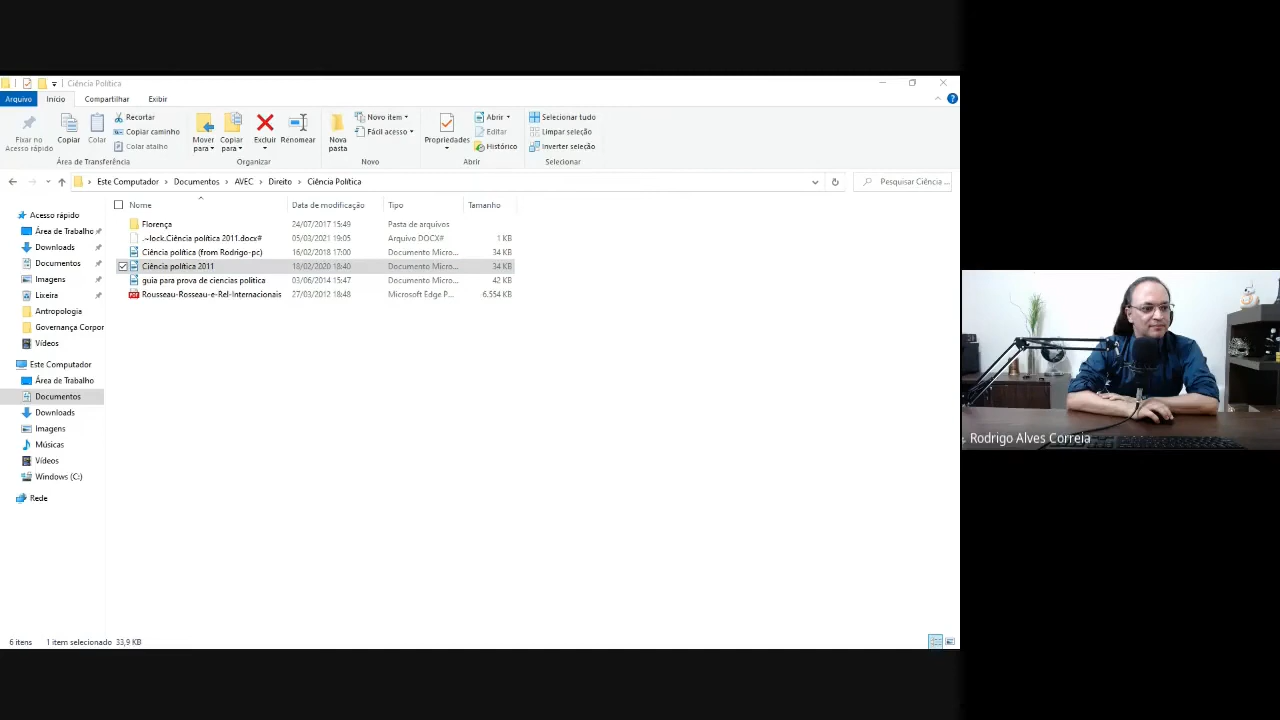 Ciência Política
Arquivo Início Compartilhar Exibir
Fixar no Acesso rápido
Copiar
Colar
Recortar
Copiar caminho
Colar atalho
Área de Transferência
Mover para
Copiar para
Excluir
Renomear
Organizar
Nova pasta
Novo item
Fácil acesso
Novo
Propriedades
Abrir
Editar
Histórico
Abrir
Selecionar tudo
Limpar seleção
Inverter seleção
Selecionar
Este Computador > Documentos > AVEC > Direito > Ciência Política
Pesquisar Ciência ...
Acesso rápido
Área de Trabalho
Downloads
Documentos
Imagens
Lixeira
Antropologia
Governança Corpor
Vídeos
Este Computador
Área de Trabalho
Documentos
Downloads
Imagens
Músicas
Vídeos
Windows (C:)
Rede
Nome Data de modificação Tipo Tamanho
Florença 24/07/2017 15:49 Pasta de arquivos
.~lock.Ciência política 2011.docx# 05/03/2021 19:05 Arquivo DOCX# 1 KB
Ciência política (from Rodrigo-pc) 16/02/2018 17:00 Documento Micro... 34 KB
Ciência política 2011 18/02/2020 18:40 Documento Micro... 34 KB
guia para prova de ciencias politica 03/06/2014 15:47 Documento Micro... 42 KB
Rousseau-Rosseau-e-Rel-Internacionais 27/03/2012 18:48 Microsoft Edge P... 6.554 KB
6 itens 1 item selecionado 33,9 KB
Rodrigo Alves Correia